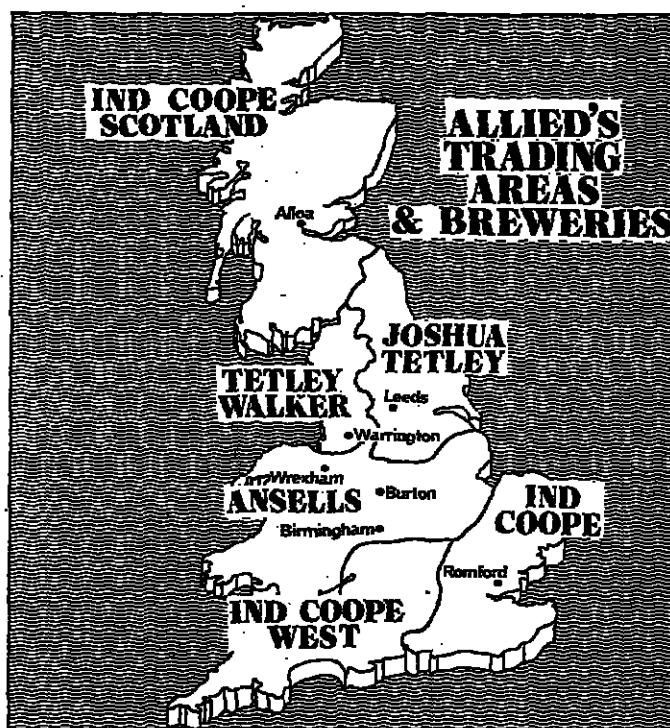 IND COOPE
SCOTLAND
ALLIED'S
TRADING
AREAS
& BREWERIES
Alloa
JOSHUA
TETLEY
TETLEY
WALKER
Leeds
Warrington
Wrexham
ANSELLS
Burton
Birmingham
IND
COOPE
Romford
IND COOPE
WEST